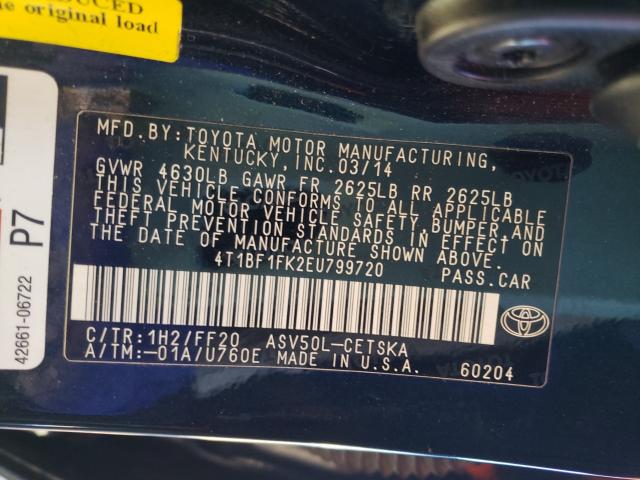 DUCED
e original load
42661-06722
P7
MFD.BY:TOYOTA MOTOR MANUFACTURING,
KENTUCKY,INC.03/14
GVWR 4630LB GAWR FR 2625LB RR 2625LB
THIS VEHICLE CONFORMS TO ALL APPLICABLE
FEDERAL MOTOR VEHICLE SAFETY,BUMPER,AND
THEFT PREVENTION STANDARDS IN EFFECT ON
THE DATE OF MANUFACTURE SHOWN ABOVE.
4T1BF1FK2EU799720 PASS.CAR
C/TR:1H2/FF20 ASV50L-CETSKA
A/TM:-01A/U760E MADE IN U.S.A. 60204